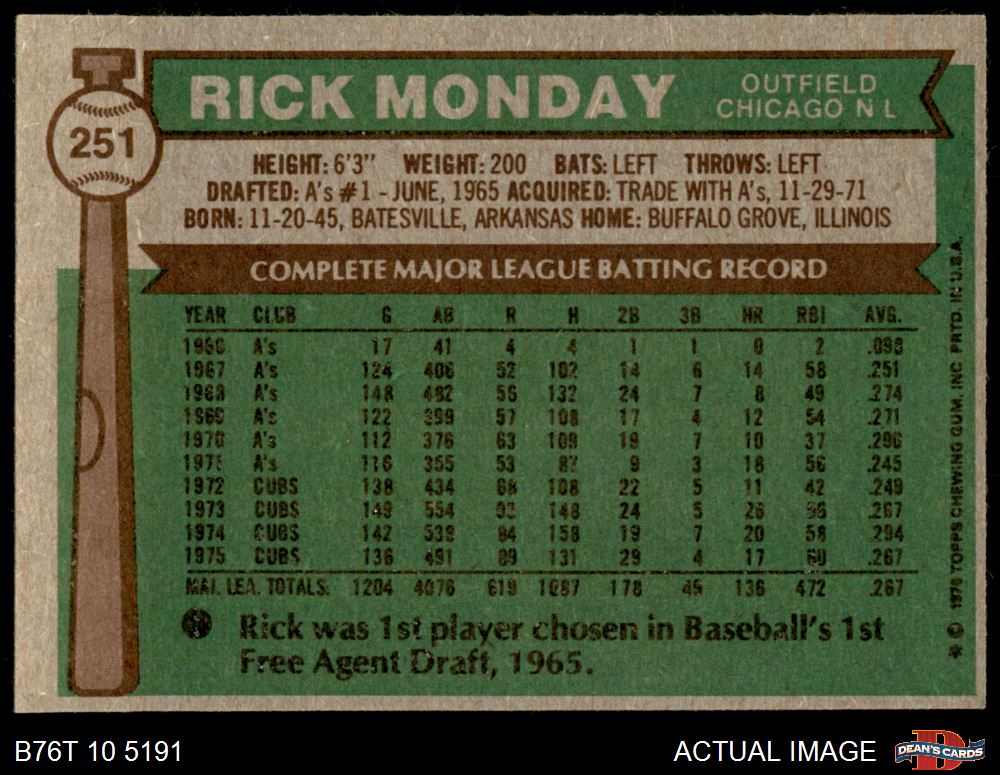 RICK MONDAY
OUTFIELD
CHICAGO N L
251
HEIGHT: 6'3" WEIGHT: 200 BATS: LEFT THROWS: LEFT
DRAFTED: A's #1 - JUNE, 1965 ACQUIRED: TRADE WITH A's, 11-29-71
BORN: 11-20-45, BATESVILLE, ARKANSAS HOME: BUFFALO GROVE, ILLINOIS
COMPLETE MAJOR LEAGUE BATTING RECORD
YEAR CLUB G AB R H 2B 3B HR RBI AVG.
1966 A's 17 41 4 4 1 1 0 2 .098
1967 A's 124 406 52 102 14 6 14 58 .251
1968 A's 148 482 56 132 24 7 8 49 .274
1969 A's 122 399 57 108 17 4 12 54 .271
1970 A's 112 376 63 109 19 7 10 37 .290
1971 A's 116 355 53 87 9 3 18 56 .245
1972 CUBS 138 434 68 108 22 5 11 42 .249
1973 CUBS 149 554 93 148 24 5 26 56 .267
1974 CUBS 142 538 84 158 19 7 20 58 .294
1975 CUBS 136 491 89 131 29 4 17 60 .267
MAJ. LEA. TOTALS: 1204 4076 619 1087 178 49 136 472 .267
Rick was 1st player chosen in Baseball's 1st
Free Agent Draft, 1965.
* © 1976 TOPPS CHEWING GUM, INC PRTD. IN U.S.A.
B76T 10 5191
ACTUAL IMAGE
DEAN'S CARDS